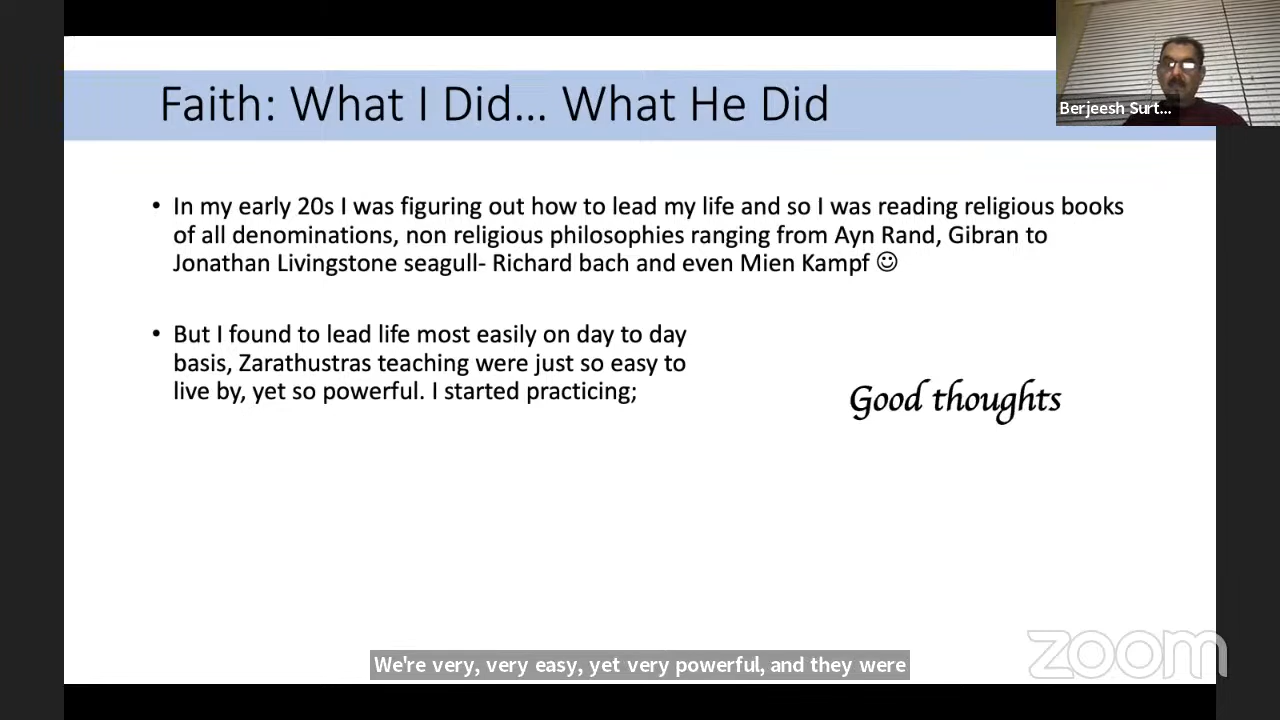 Faith: What I Did... What He Did
Berjeesh Surt...
• In my early 20s I was figuring out how to lead my life and so I was reading religious books
of all denominations, non religious philosophies ranging from Ayn Rand, Gibran to
Jonathan Livingstone seagull- Richard bach and even Mien Kampf ☺
• But I found to lead life most easily on day to day
basis, Zarathustras teaching were just so easy to
live by, yet so powerful. I started practicing;
Good thoughts
We're very, very easy, yet very powerful, and they were
zoom